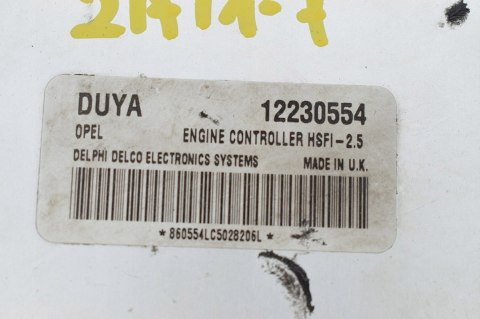 DUYA 12230554
OPEL ENGINE CONTROLLER HSFI-2.5
DELPHI DELCO ELECTRONICS SYSTEMS MADE IN U.K.
*860554LC5028206L*